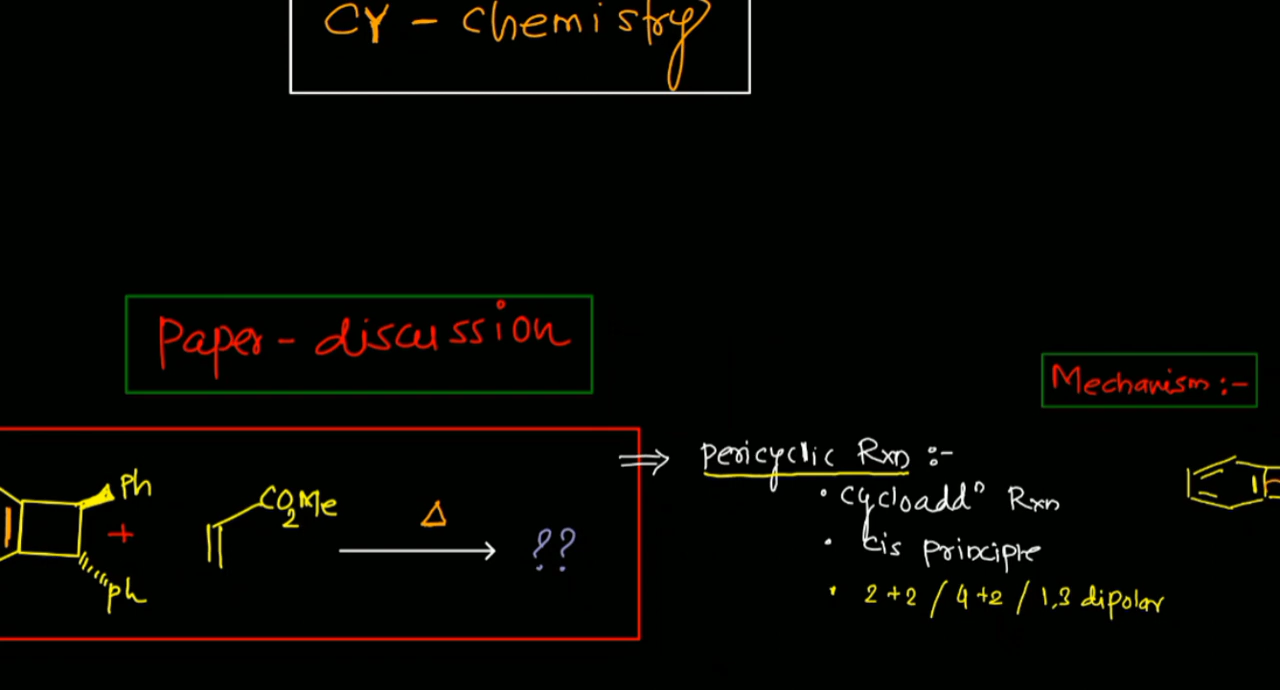 CY - Chemistry
Paper - discussion
Mechanism :-
Ph
+
CO2Me
Δ
??
Ph
⇒ pericyclic Rxn :-
• cycloaddⁿ Rxn
• cis principle
• 2+2 / 4+2 / 1,3 dipolar